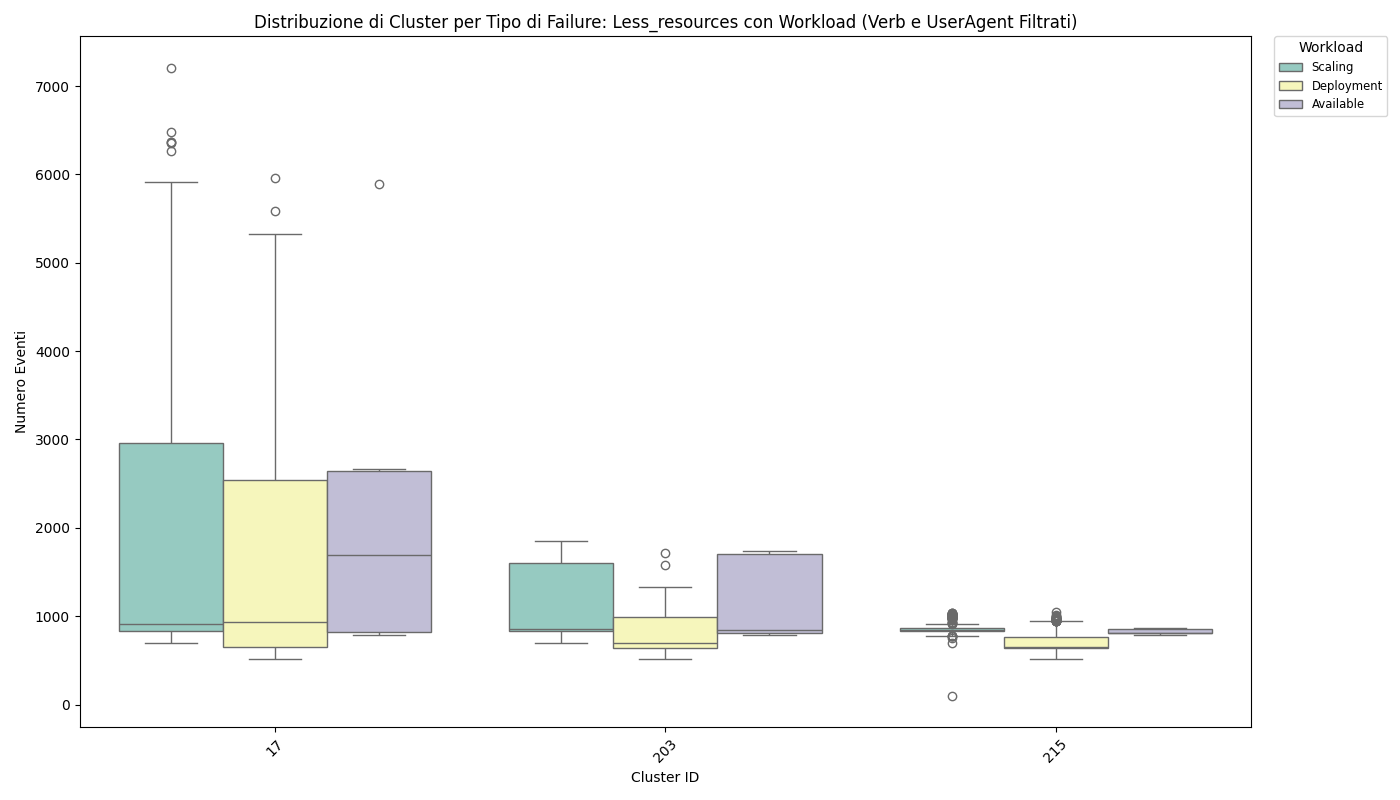 Distribuzione di Cluster per Tipo di Failure: Less_resources con Workload (Verb e UserAgent Filtrati)
Workload
Scaling
Deployment
Available
Numero Eventi
7000
6000
5000
4000
3000
2000
1000
0
17
203
215
Cluster ID